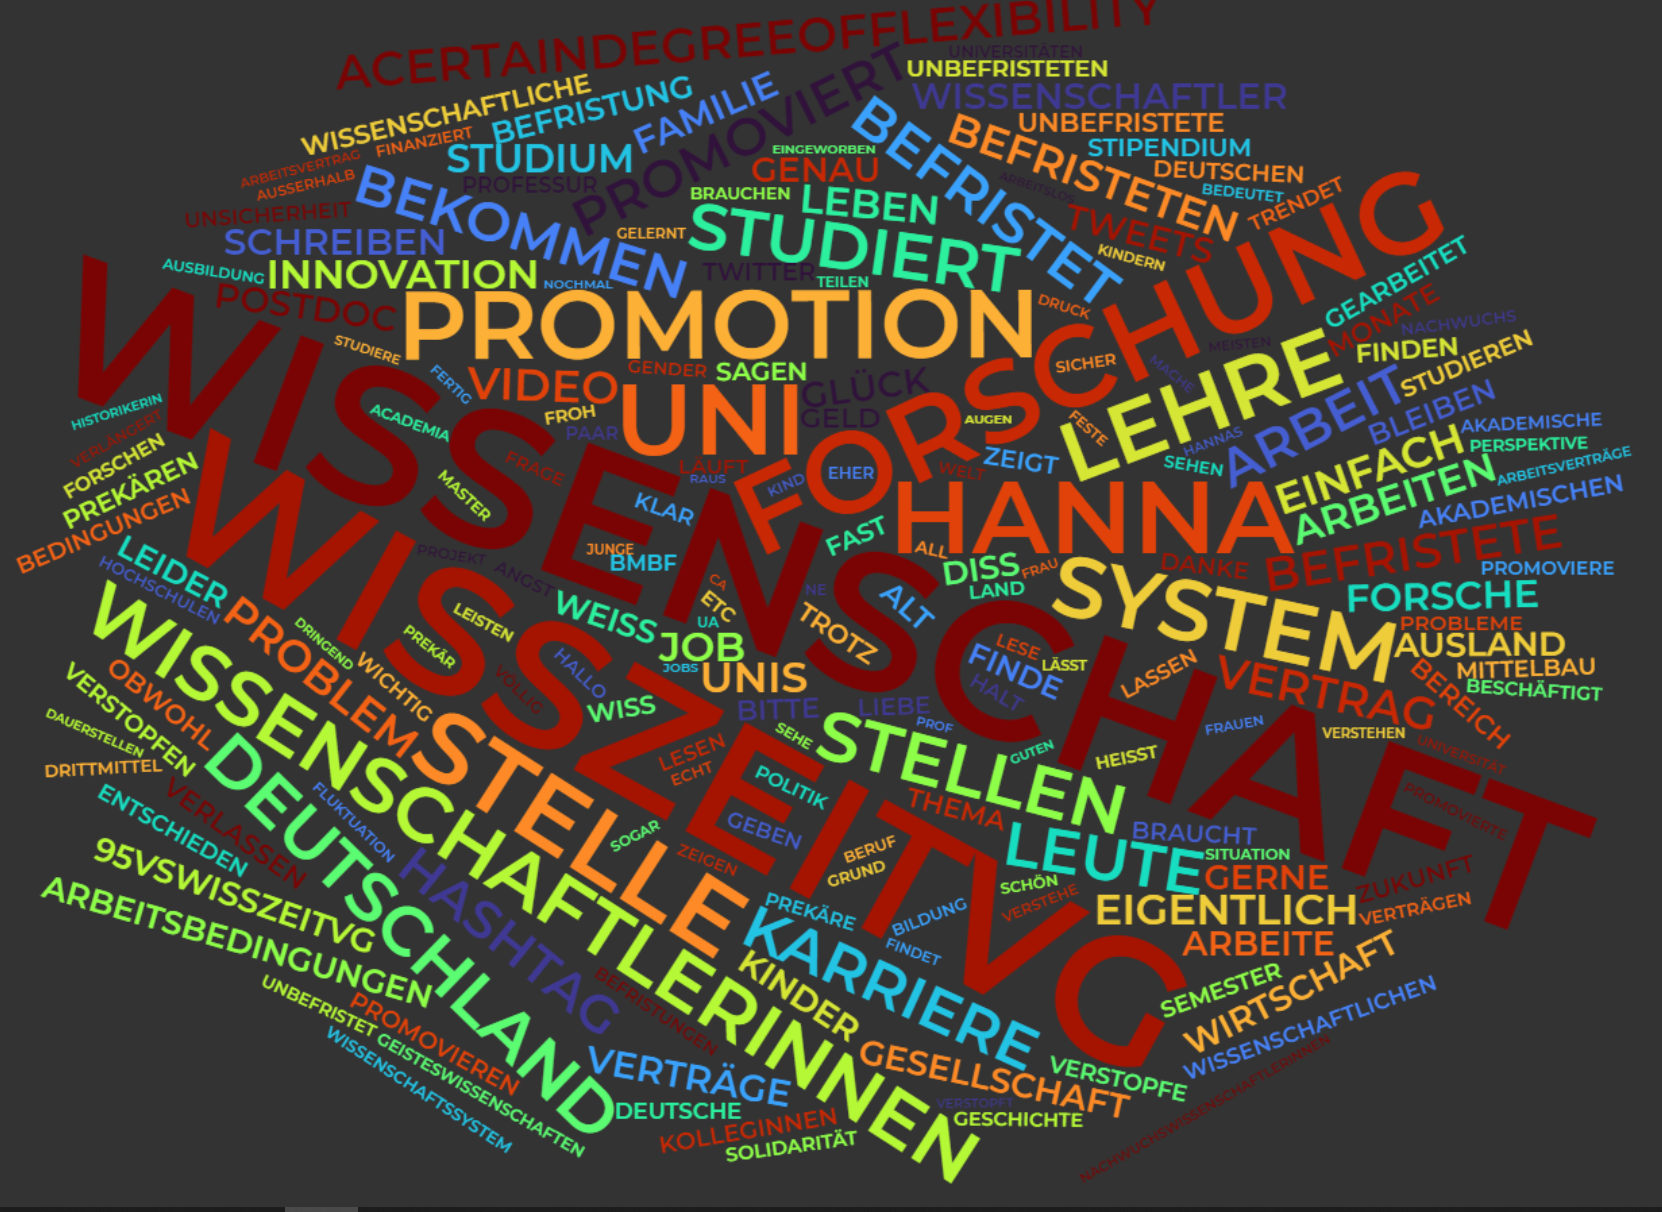 ACERTAINDEGREEOFFLEXIBILITY
UNIVERSITÄTEN
UNBEFRISTETEN
WISSENSCHAFTLICHE
BEFRISTUNG
FAMILIE
PROMOVIERT
WISSENSCHAFTLER
UNBEFRISTETE
FINANZIERT
STUDIUM
EINGEWORBEN
GENAU
BEFRISTET
BEFRISTETEN
STIPENDIUM
DEUTSCHEN
ARBEITSVERTRAG
AUSSERHALB
PROFESSUR
BRAUCHEN
LEBEN
ARBEITSLOS
BEDEUTET
TRENDET
UNSICHERHEIT
BEKOMMEN
STUDIERT
TWEETS
FORSCHUNG
SCHREIBEN
GELERNT
KINDERN
AUSBILDUNG
INNOVATION
NOCHMAL
TWITTER
TEILEN
GEARBEITET
POSTDOC
PROMOTION
DRUCK
MONATE
NACHWUCHS
WISSENSCHAFT
STUDIERE
FERTIG
VIDEO
GENDER
SAGEN
GLÜCK
SICHER
MACHE
MEISTEN
LEHRE
FINDEN
STUDIEREN
HISTORIKERIN
VERLÄNGERT
ACADEMIA
FROH
PAAR
UNI
GELD
AUGEN
FESTE
HANNAS
ARBEIT
BLEIBEN
AKADEMISCHE
FORSCHEN
PREKÄREN
BEDINGUNGEN
MASTER
FRAGE
LÄUFT
RAUS
KIND
EHER
WELT
ZEIGT
SEHEN
EINFACH
PERSPEKTIVE
ARBEITSVERTRÄGE
WISSZEITVG
KLAR
FAST
HANNA
ARBEITEN
AKADEMISCHEN
LEIDER
HOCHSCHULEN
PROJEKT
ANGST
JUNGE
BMBF
ALL
DISS
FRAU
LAND
DANKE
BEFRISTETE
PROMOVIERE
WISSENSCHAFTLERINNEN
PROBLEM
DRINGEND
PREKÄR
LEISTEN
WEISS
CA
ETC
UA
NE
TROTZ
ALT
SYSTEM
FORSCHE
PROBLEME
AUSLAND
OBWOHL
WICHTIG
VÖLLIG
HALLO
JOB
JOBS
UNIS
LESE
FINDE
HALT
LÄSST
LASSEN
VERTRAG
BEREICH
MITTELBAU
BESCHÄFTIGT
VERSTOPFEN
DAUERSTELLEN
WISS
BITTE
LIEBE
PROF
FRAUEN
VERSTEHEN
UNIVERSITÄT
DRITTMITTEL
DEUTSCHLAND
STELLE
LESEN
ECHT
SEHE
STELLEN
GUTEN
HEISST
ENTSCHIEDEN
VERLASSEN
FLUKTUATION
POLITIK
THEMA
PROMOVIERTE
SOGAR
GEBEN
LEUTE
BRAUCHT
SITUATION
95VSWISSZEITVG
HASHTAG
ZEIGEN
BERUF
GRUND
SCHÖN
VERSTEHE
GERNE
ZUKUNFT
ARBEITSBEDINGUNGEN
PREKÄRE
BILDUNG
FINDET
EIGENTLICH
VERTRÄGEN
ARBEITE
UNBEFRISTET
PROMOVIEREN
BEFRISTUNGEN
KINDER
KARRIERE
SEMESTER
WIRTSCHAFT
WISSENSCHAFTLICHEN
WISSENSCHAFTSSYSTEM
GEISTESWISSENSCHAFTEN
VERTRÄGE
GESELLSCHAFT
VERSTOPFE
NACHWUCHSWISSENSCHAFTLERINNEN
DEUTSCHE
VERSTOPFT
GESCHICHTE
KOLLEGINNEN
SOLIDARITÄT